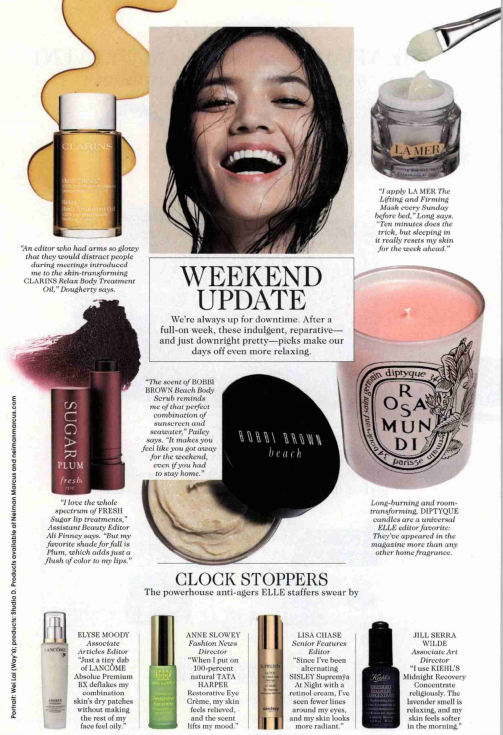 CLARINS
Relax
Body Treatment Oil
"An editor who had arms so glowy
that they would distract people
during meetings introduced
me to the skin-transforming
CLARINS Relax Body Treatment
Oil," Dougherty says.
LA MER
"I apply LA MER The
Lifting and Firming
Mask every Sunday
before bed," Long says.
"Ten minutes does the
trick, but sleeping in
it really resets my skin
for the week ahead."
WEEKEND
UPDATE
We're always up for downtime. After a
full-on week, these indulgent, reparative—
and just downright pretty—picks make our
days off even more relaxing.
SUGAR
PLUM
fresh
"I love the whole
spectrum of FRESH
Sugar lip treatments,"
Assistant Beauty Editor
Ali Finney says. "But my
favorite shade for fall is
Plum, which adds just a
flush of color to my lips."
"The scent of BOBBI
BROWN Beach Body
Scrub reminds
me of that perfect
combination of
sunscreen and
seawater," Pailey
says. "It makes you
feel like you got away
for the weekend,
even if you had
to stay home."
BOBBI BROWN
beach
diptyque 34
boulevard saint germain
ROSA
MUN
DI
paris 5e
Long-burning and room-
transforming, DIPTYQUE
candles are a universal
ELLE editor favorite:
They've appeared in the
magazine more than any
other home fragrance.
CLOCK STOPPERS
The powerhouse anti-agers ELLE staffers swear by
LANCÔME
ELYSE MOODY
Associate
Articles Editor
"Just a tiny dab
of LANCÔME
Absolue Premium
BX deflakes my
combination
skin's dry patches
without making
the rest of my
face feel oily."
ANNE SLOWEY
Fashion News
Director
"When I put on
100-percent
natural TATA
HARPER
Restorative Eye
Crème, my skin
feels relieved,
and the scent
lifts my mood."
LISA CHASE
Senior Features
Editor
"Since I've been
alternating
SISLEY Supremÿa
At Night with a
retinol cream, I've
seen fewer lines
around my eyes,
and my skin looks
more radiant."
Kiehl's
JILL SERRA
WILDE
Associate Art
Director
"I use KIEHL'S
Midnight Recovery
Concentrate
religiously. The
lavender smell is
relaxing, and my
skin feels softer
in the morning."
Portrait: Wei Lai (Way's); products: Studio D. Products available at Neiman Marcus and neimanmarcus.com